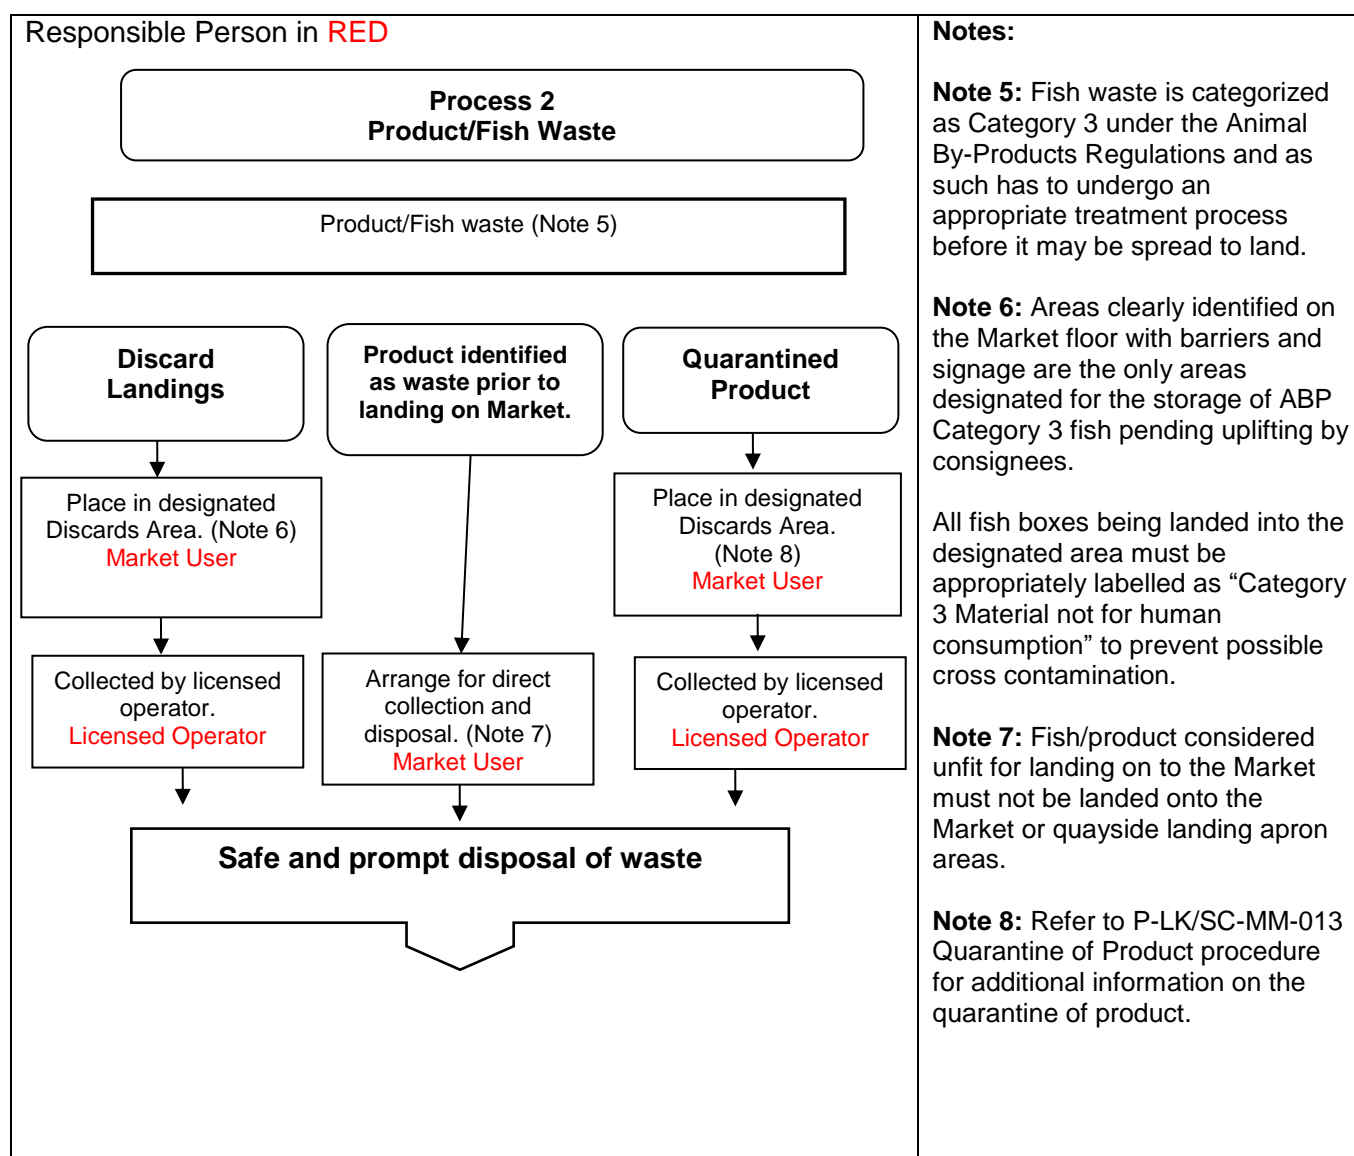 Responsible Person in RED
Process 2
Product/Fish Waste
Product/Fish waste (Note 5)
Discard
Landings
Product identified
as waste prior to
landing on Market.
Quarantined
Product
Place in designated
Discards Area. (Note 6)
Market User
Place in designated
Discards Area.
(Note 8)
Market User
Collected by licensed
operator.
Licensed Operator
Arrange for direct
collection and
disposal. (Note 7)
Market User
Collected by licensed
operator.
Licensed Operator
Safe and prompt disposal of waste
Notes:
Note 5: Fish waste is categorized
as Category 3 under the Animal
By-Products Regulations and as
such has to undergo an
appropriate treatment process
before it may be spread to land.
Note 6: Areas clearly identified on
the Market floor with barriers and
signage are the only areas
designated for the storage of ABP
Category 3 fish pending uplifting by
consignees.
All fish boxes being landed into the
designated area must be
appropriately labelled as “Category
3 Material not for human
consumption” to prevent possible
cross contamination.
Note 7: Fish/product considered
unfit for landing on to the Market
must not be landed onto the
Market or quayside landing apron
areas.
Note 8: Refer to P-LK/SC-MM-013
Quarantine of Product procedure
for additional information on the
quarantine of product.